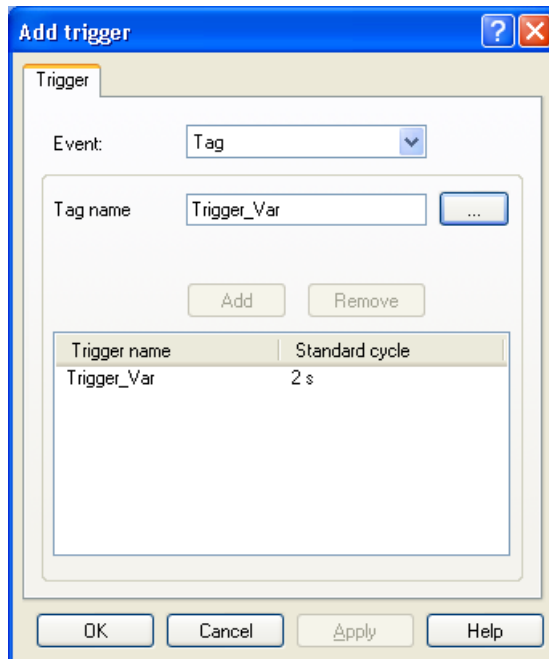 Add trigger
Trigger
Event: Tag
Tag name Trigger_Var ...
Add Remove
Trigger name Standard cycle
Trigger_Var 2 s
OK Cancel Apply Help